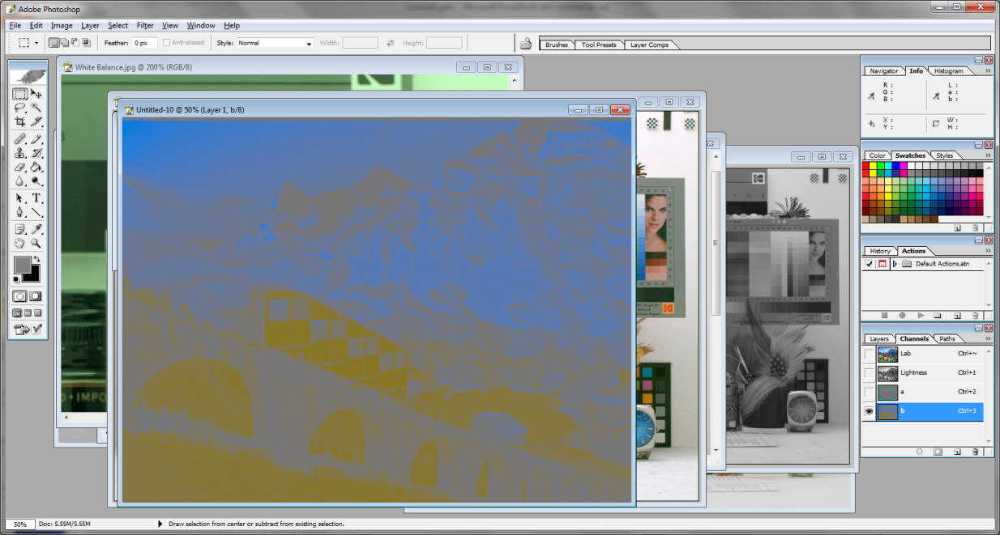 Adobe Photoshop
File Edit Image Layer Select Filter View Window Help
Feather: 0 px Anti-aliased Style: Normal Width: Height: Brushes Tool Presets Layer Comps
White Balance.jpg @ 200% (RGB/8)
Untitled-10 @ 50% (Layer 1, b/8)
Navigator Info Histogram
R : L :
G : a :
B : b :
X : W :
Y : H :
Color Swatches Styles
History Actions
Default Actions.atn
Layers Channels Paths
Lab Ctrl+~
Lightness Ctrl+1
a Ctrl+2
b Ctrl+3
50% Doc: 5.55M/5.55M Draw selection from center or subtract from existing selection.